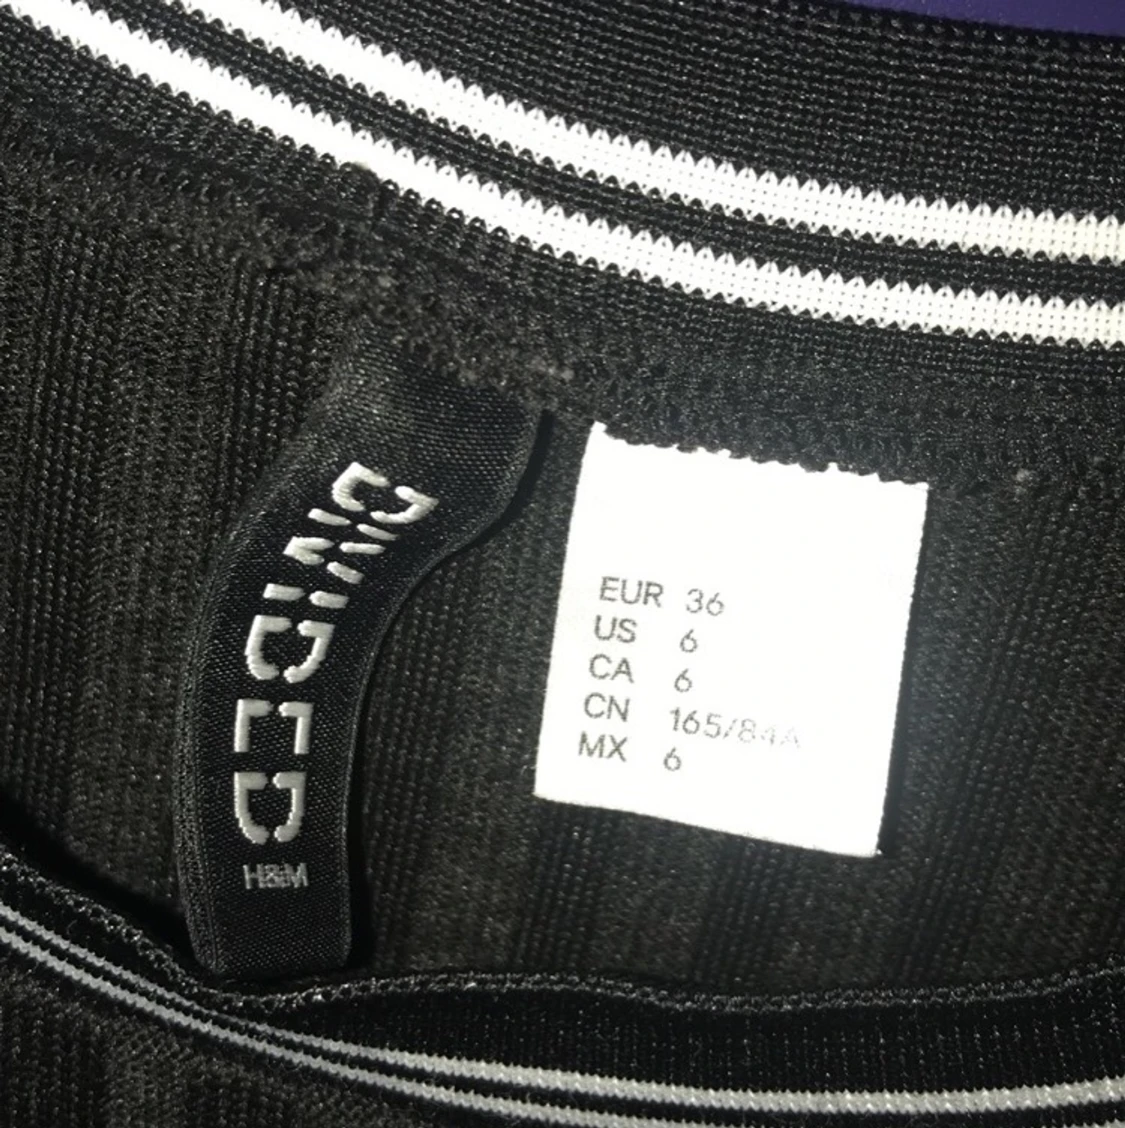 DIVIDED
H&M
EUR 36
US 6
CA 6
CN 165/84A
MX 6